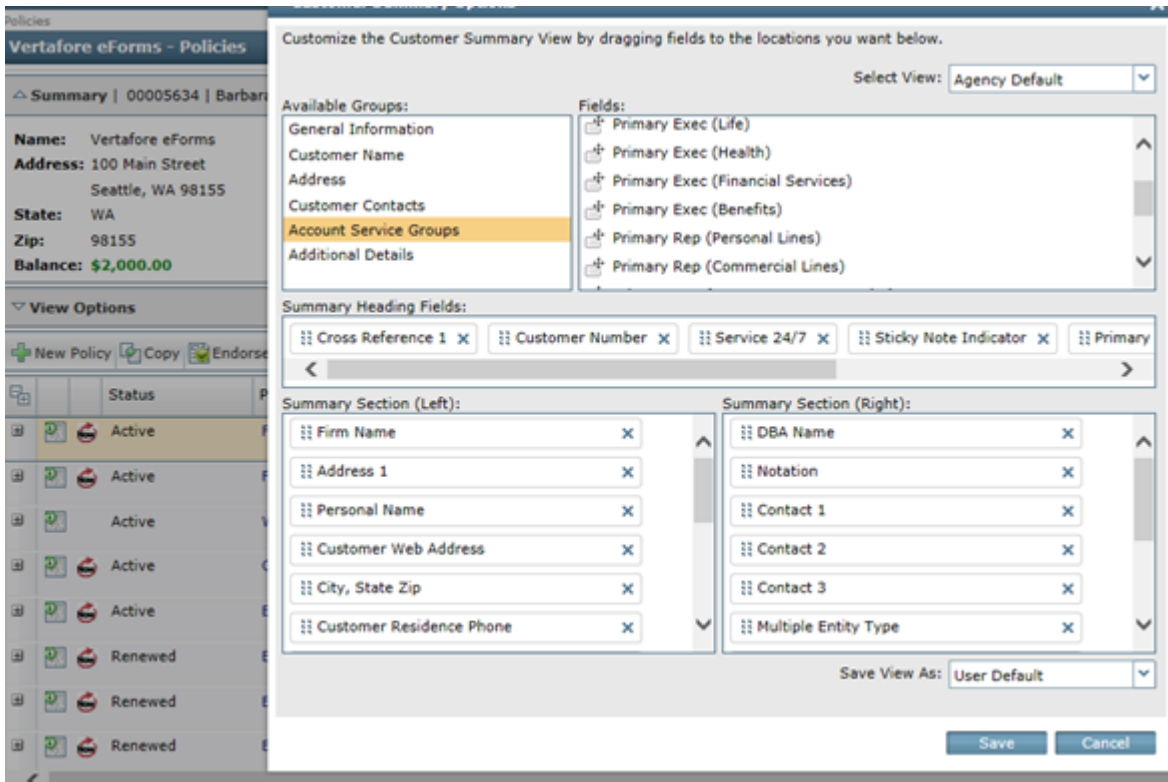 Policies
Vertafore eForms - Policies
Summary | 00005634 | Barbara
Name: Vertafore eForms
Address: 100 Main Street
Seattle, WA 98155
State: WA
Zip: 98155
Balance: $2,000.00
View Options
New Policy Copy Endorse
Status P
Active
Active
Active
Active
Active
Renewed
Renewed
Renewed
Customer Summary Options
Customize the Customer Summary View by dragging fields to the locations you want below.
Select View: Agency Default
Available Groups:
General Information
Customer Name
Address
Customer Contacts
Account Service Groups
Additional Details
Fields:
Primary Exec (Life)
Primary Exec (Health)
Primary Exec (Financial Services)
Primary Exec (Benefits)
Primary Rep (Personal Lines)
Primary Rep (Commercial Lines)
Summary Heading Fields:
Cross Reference 1 Customer Number Service 24/7 Sticky Note Indicator Primary
Summary Section (Left):
Firm Name
Address 1
Personal Name
Customer Web Address
City, State Zip
Customer Residence Phone
Summary Section (Right):
DBA Name
Notation
Contact 1
Contact 2
Contact 3
Multiple Entity Type
Save View As: User Default
Save Cancel